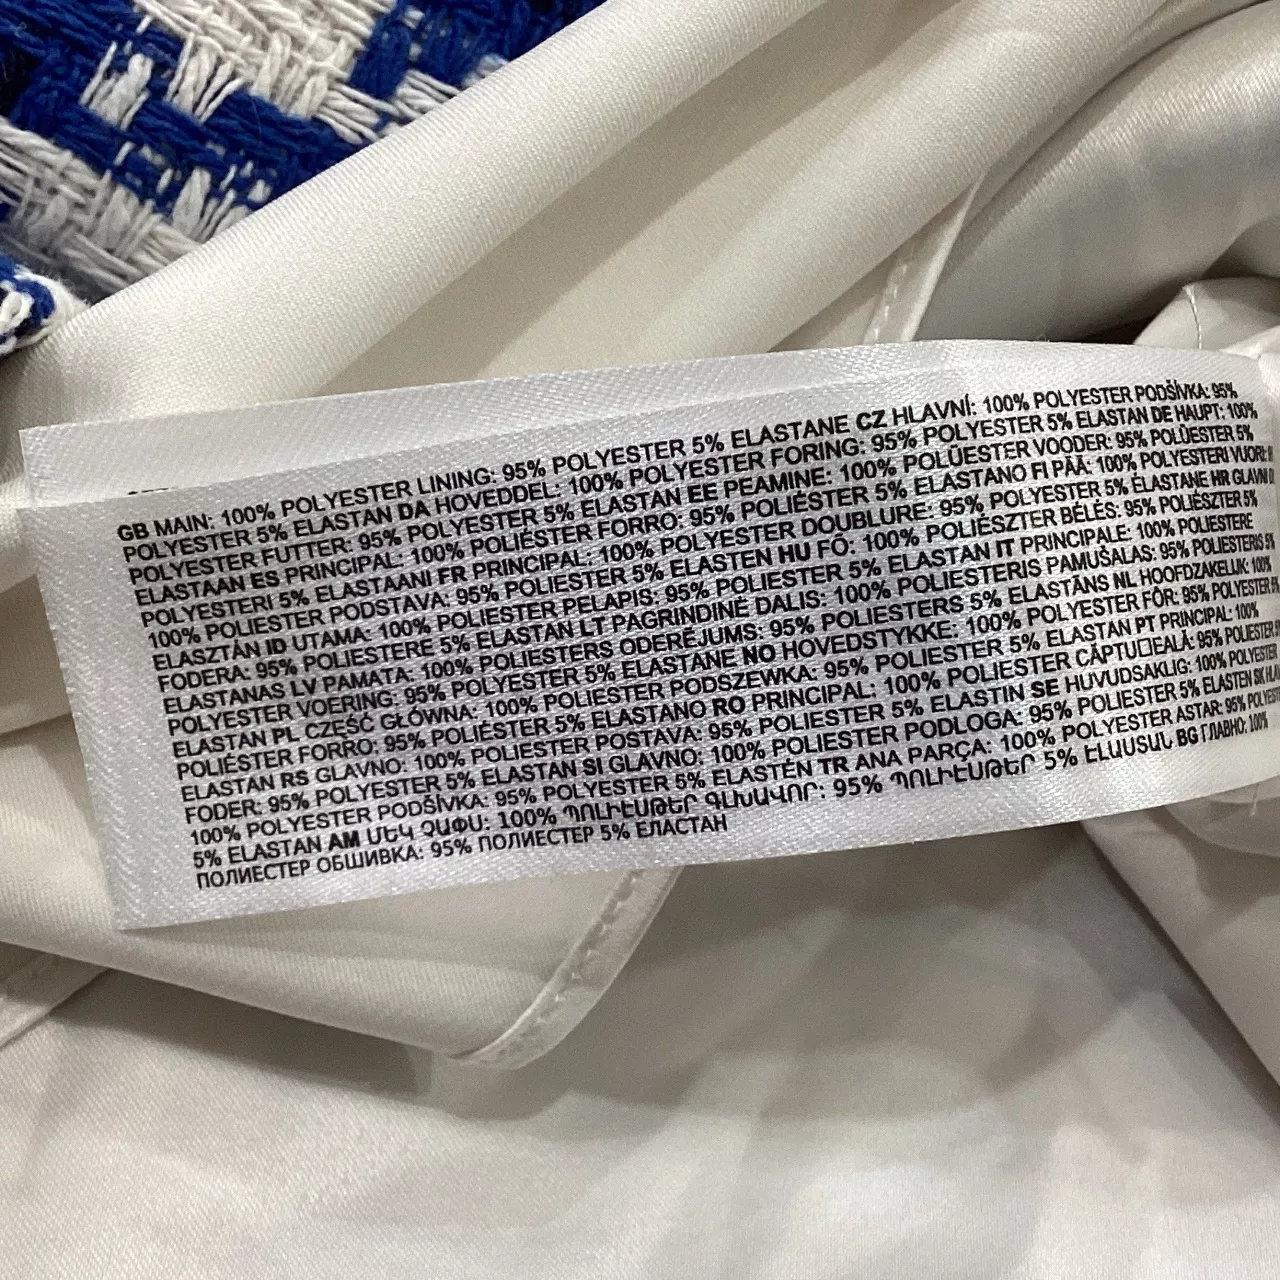 GB MAIN: 100% POLYESTER LINING: 95% POLYESTER 5% ELASTANE CZ HLAVNÍ: 100% POLYESTER PODŠÍVKA: 95%
POLYESTER 5% ELASTAN DA HOVEDDEL: 100% POLYESTER FORING: 95% POLYESTER 5% ELASTAN DE HAUPT: 100%
POLYESTER FUTTER: 95% POLYESTER 5% ELASTAN EE PEAMINE: 100% POLÜESTER VOODER: 95% POLÜESTER 5%
ELASTAAN ES PRINCIPAL: 100% POLIÉSTER FORRO: 95% POLIÉSTER 5% ELASTANO FI PÄÄ: 100% POLYESTERI VUORI:
POLYESTERI 5% ELASTAANI FR PRINCIPAL: 100% POLYESTER DOUBLURE: 95%, POLYESTER 5% ÉLASTANE HR GLAVNI
100% POLIESTER PODSTAVA: 95% POLIESTER 5% ELASTEN HU FŐ: 100% POLIÉSZTER BÉLÉS: 95% POLIÉSZTER 5%
ELASZTÁN ID UTAMA: 100% POLIESTER PELAPIS: 95% POLIESTER 5% ELASTAN IT PRINCIPALE: 100% POLIESTERE
FODERA: 95% POLIESTERE 5% ELASTAN LT PAGRINDINĖ DALIS: 100% POLIESTERIS PAMUŠALAS: 95% POLIESTERIS 5%
ELASTANAS LV PAMATA: 100% POLIESTERS ODERĒJUMS: 95% POLIESTERS 5% ELASTĀNS NL HOOFDZAKELIJK: 100%
POLYESTER VOERING: 95% POLYESTER 5% ELASTANE NO HOVEDSTYKKE: 100% POLYESTER FÔR: 95% POLYESTER
ELASTAN PL CZĘŚĆ GŁÓWNA: 100% POLIESTER PODSZEWKA: 95% POLIESTER 5% ELASTAN PT PRINCIPAL: 100%
POLIÉSTER FORRO: 95% POLIÉSTER 5% ELASTANO RO PRINCIPAL: 100% POLIESTER CĂPTU□EALĂ: 95% POLIESTER
ELASTAN RS GLAVNO: 100% POLIESTER POSTAVA: 95% POLIESTER 5% ELASTIN SE HUVUDSAKLIG: 100% POLYESTER
FODER: 95% POLYESTER 5% ELASTAN SI GLAVNO: 100% POLIESTER PODLOGA: 95% POLIESTER 5% ELASTEN SK
100% POLYESTER PODŠÍVKA: 95% POLYESTER 5% ELASTÉN TR ANA PARÇA: 100% POLYESTER ASTAR: 95%
5% ELASTAN AM ՄԵԿ ՉԱՓՍ: 100% ՊՈԼԻԷՍԹԵՐ ԳԼԽԱՎՈՐ: 95% ՊՈԼԻԷՍԹԵՐ 5% ԷԼԱՍՏԱՆ BG ГЛАВНО: 100%
ПОЛИЕСТЕР ОБШИВКА: 95% ПОЛИЕСТЕР 5% ЕЛАСТАН